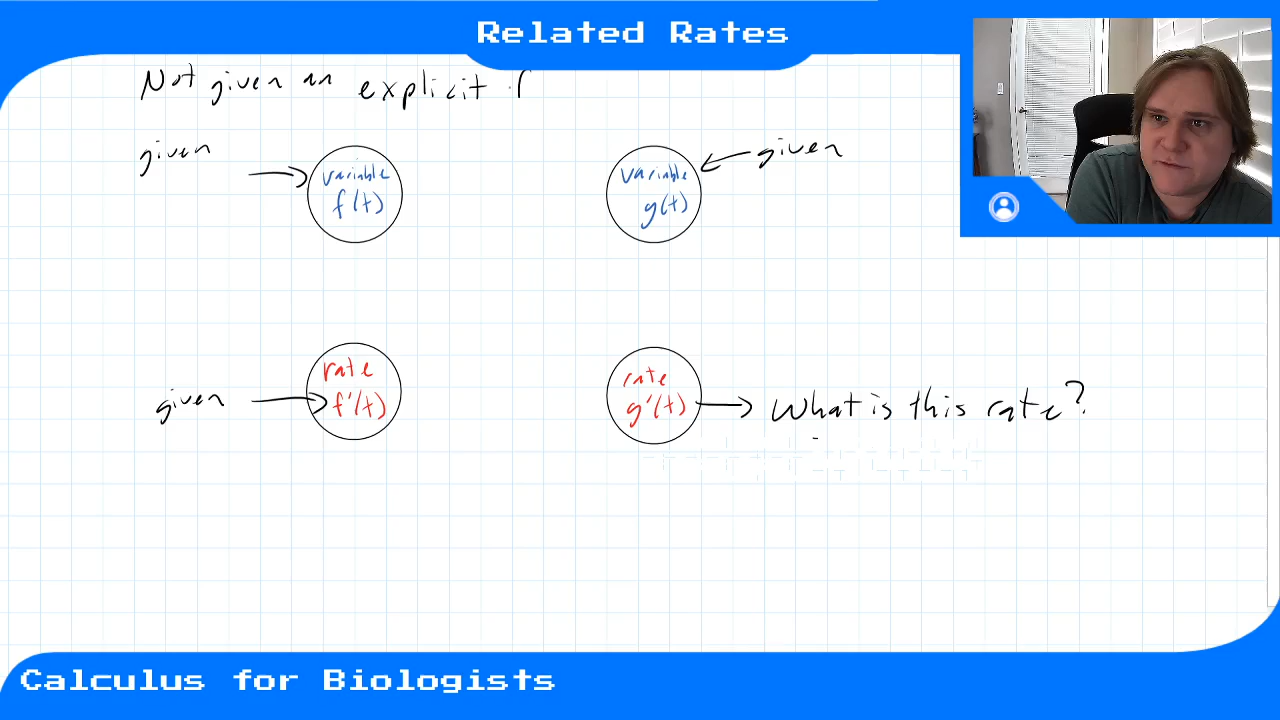 Related Rates
Not given an explicit f
given
variable
f(t)
variable
g(t)
given
given
rate
f'(t)
rate
g'(t)
What is this rate?
Calculus for Biologists